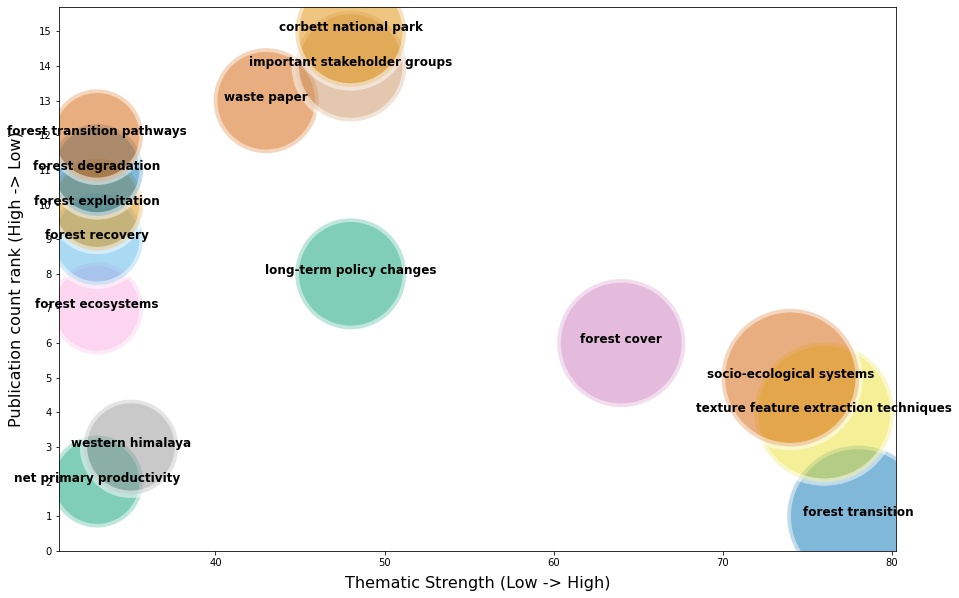 15
corbett national park
14
important stakeholder groups
13
waste paper
12
forest transition pathways
11
forest degradation
10
forest exploitation
9
forest recovery
8
long-term policy changes
7
forest ecosystems
6
forest cover
5
socio-ecological systems
4
texture feature extraction techniques
3
western himalaya
2
net primary productivity
1
forest transition
0
40 50 60 70 80
Thematic Strength (Low -> High)
Publication count rank (High -> Low)